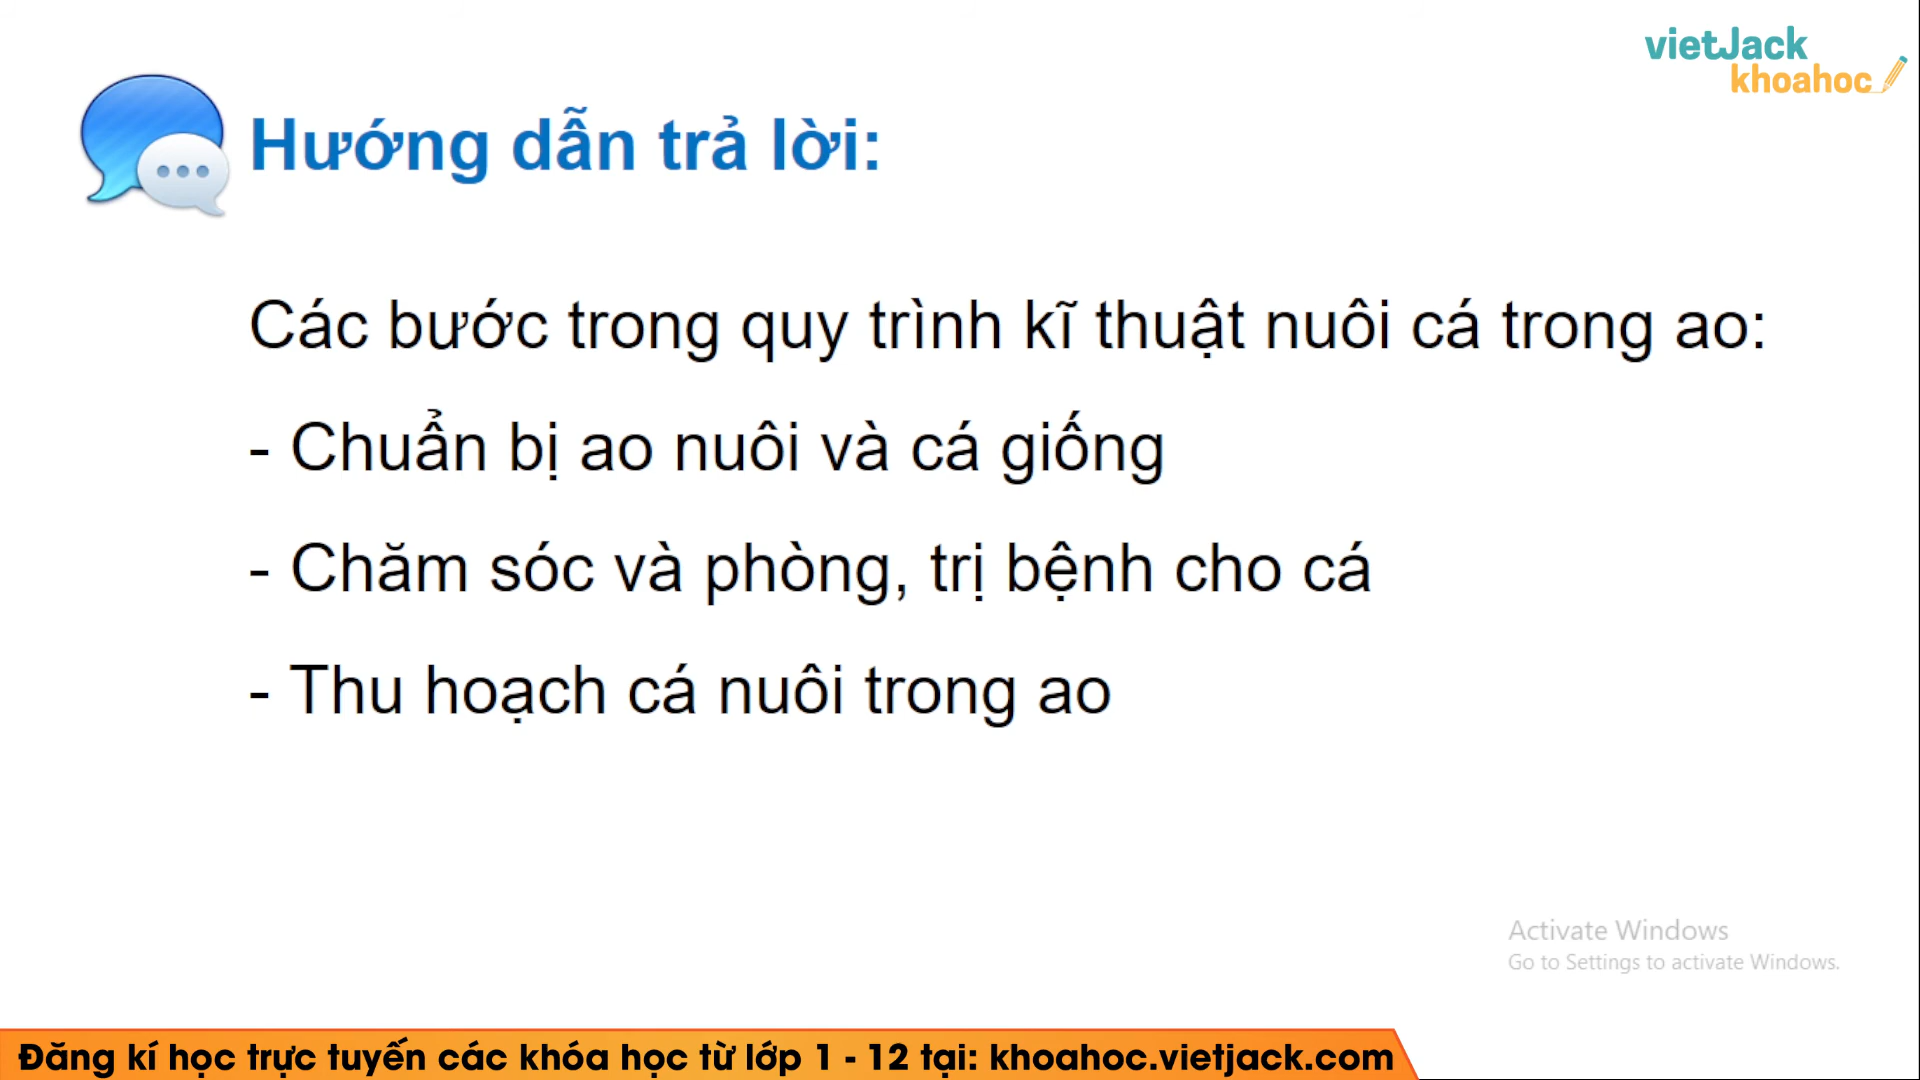 vietJack
khoahoc
Hướng dẫn trả lời:
Các bước trong quy trình kĩ thuật nuôi cá trong ao:
- Chuẩn bị ao nuôi và cá giống
- Chăm sóc và phòng, trị bệnh cho cá
- Thu hoạch cá nuôi trong ao
Activate Windows
Go to Settings to activate Windows.
Đăng kí học trực tuyến các khóa học từ lớp 1 - 12 tại: khoahoc.vietjack.com